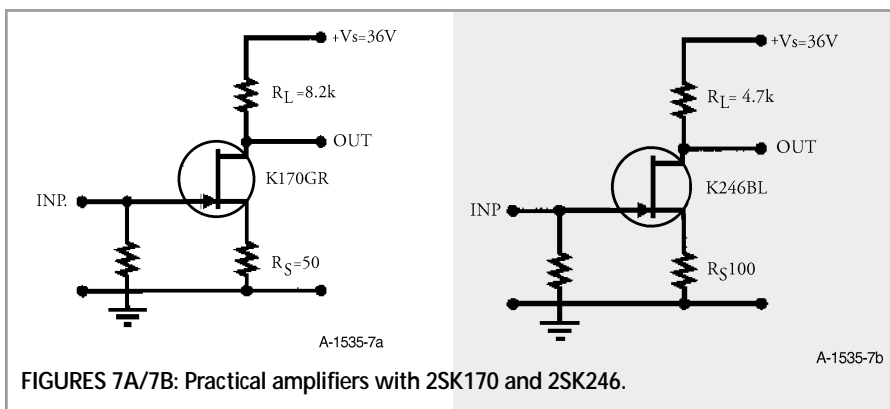 +Vs=36V
RL =8.2k
OUT
K170GR
INP.
RS=50
A-1535-7a
+Vs=36V
RL= 4.7k
OUT
K246BL
INP
RS100
A-1535-7b
FIGURES 7A/7B: Practical amplifiers with 2SK170 and 2SK246.